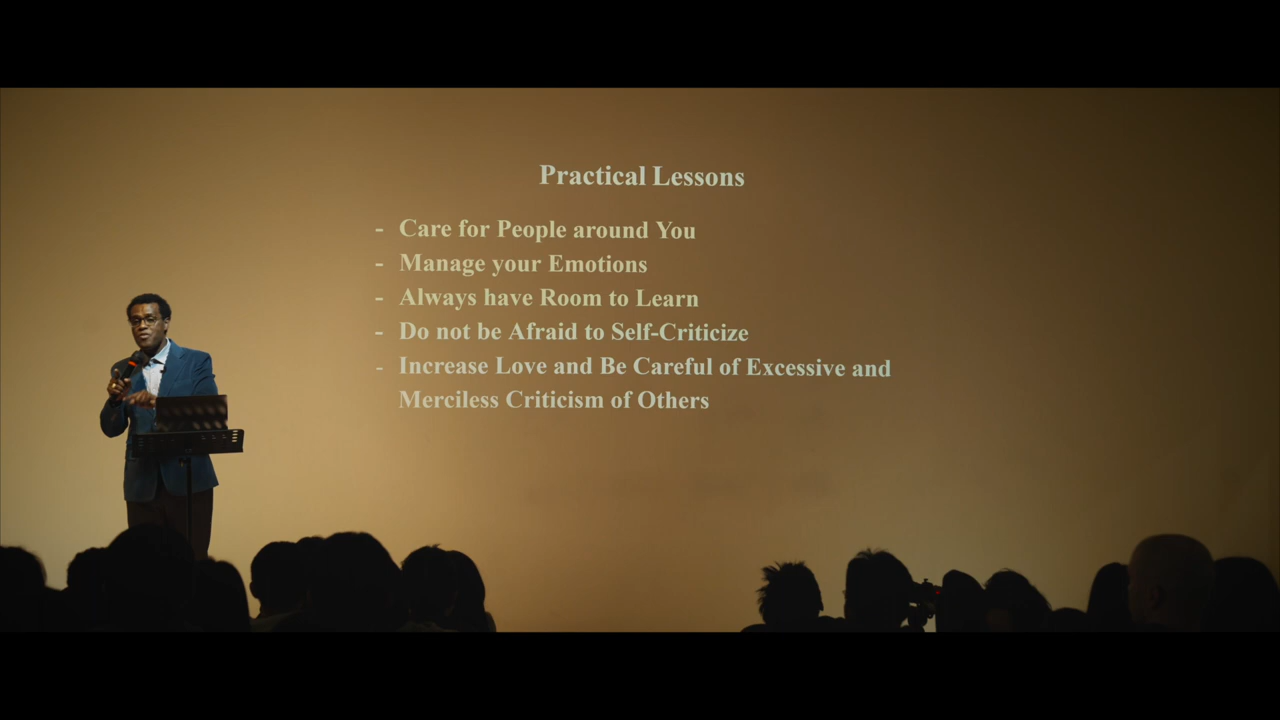 Practical Lessons
- Care for People around You
- Manage your Emotions
- Always have Room to Learn
- Do not be Afraid to Self-Criticize
- Increase Love and Be Careful of Excessive and
Merciless Criticism of Others